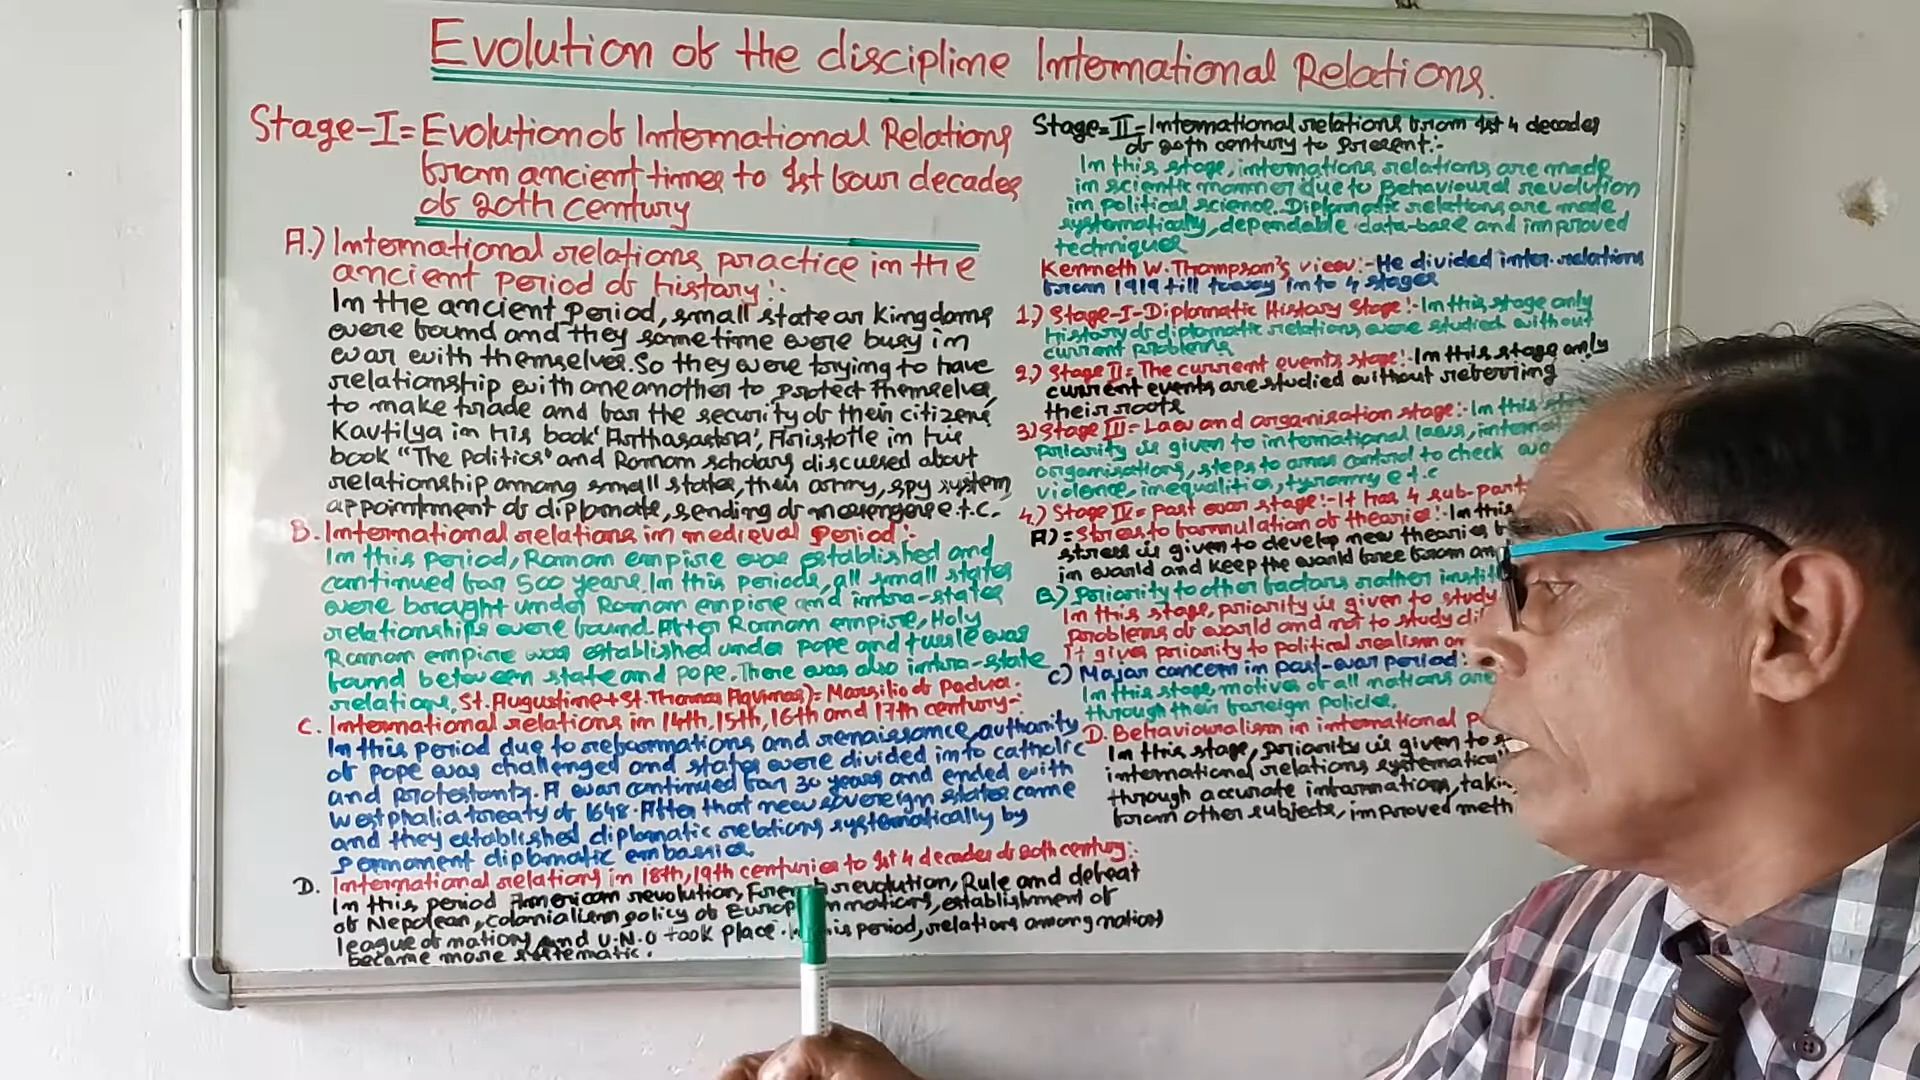 Evolution of the discipline International Relations.
Stage-I= Evolution of International Relations
from ancient times to 1st four decades
of 20th century
A.) International relations practice in the
ancient period of history:-
In the ancient period, small state or kingdoms
were found and they sometime were busy in
war with themselves. So they were trying to have
relationship with one another to protect themselves,
to make trade and for the security of their citizens
Kautilya in his book 'Arthasastra', Aristotle in his
book "The Politics" and Roman scholars discussed about
relationship among small states, their army, spy system,
appointment of diplomats, sending of messengers e.t.c.
B. International relations in medieval period:-
In this period, Roman empire was established and
continued for 500 years. In this periods, all small states
were brought under Roman empire and intra-states
relationships were found. After Roman empire, Holy
Roman empire was established under Pope and tussle was
found between state and pope. There was also intra-state
relations. St. Augustine + St. Thomas Aquinas)= Marsilio of Padua.
C. International relations in 14th, 15th, 16th and 17th century-
In this period due to reformations and renaissance, authority
of Pope was challenged and states were divided into catholic
and Protestants. A war continued for 30 years and ended with
Westphalia treaty of 1648. After that new sovereign states came
and they established diplomatic relations systematically by
permanent diplomatic embassies.
D. International relations in 18th, 19th centuries to 1st 4 decades of 20th century:-
In this period American revolution, French revolution, Rule and defeat
of Nepolean, colonialism policy of European nations, establishment of
league of nations and U.N.O took place. In this period, relations among nations
became more systematic.
Stage=II- International relations from 1st 4 decades
of 20th century to present:-
In this stage, internations relations are made
in scientic manner due to Behavioural revolution
in political science. Diplomatic relations are made
systematically, dependable data-base and improved
techniques
Kenneth W. Thompson's view:- He divided inter. relations
from 1919 till today into 4 stages
1.) Stage-I-Diplomatic History Stage:- In this stage only
History of diplomatic relations were studied without
current problems
2.) Stage II= The current events stage:- In this stage only
current events are studied without referring
their roots
3.) Stage III= Law and organisation stage:- In this
Priority is given to international laws,
organisations, steps to arms control to check
violence, inequalities, tyranny e.t.c
4.) Stage IV= Post war stage:- It has 4 sub-part
A)= Stress to formulation of theories:- In this
stress is given to develop new theories
in world and keep the world free from
B) Priority to other factors rather
In this stage, priority is given to study
problems of world and not to study
It gives priority to political realism
C) Major concern in post-war period:
In this stage, motives of all nations are
through their foreign policies.
D. Behaviouralism in international
In this stage, priority is given to
international relations
through accurate informations,
from other subjects, improved